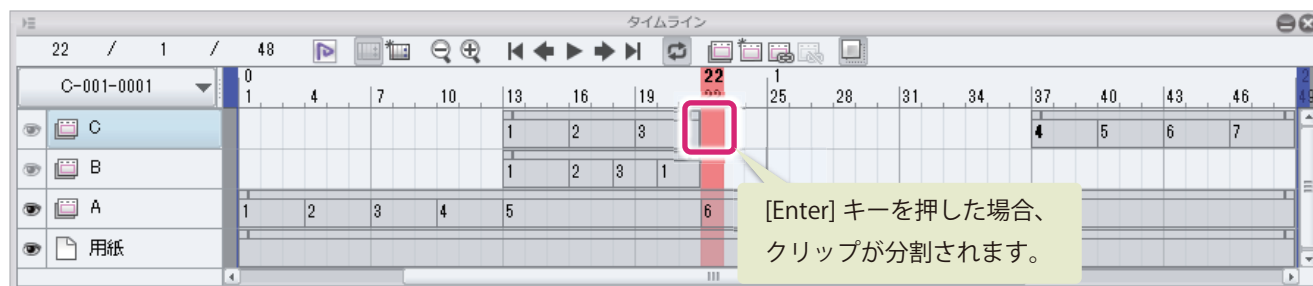 タイムライン
22 / 1 / 48
C-001-0001
0 22 1 2
1 4 7 10 13 16 19 25 28 31 34 37 40 43 46 49
C 1 2 3 4 5 6 7
B 1 2 3 1
A 1 2 3 4 5 6
用紙
[Enter] キーを押した場合、
クリップが分割されます。